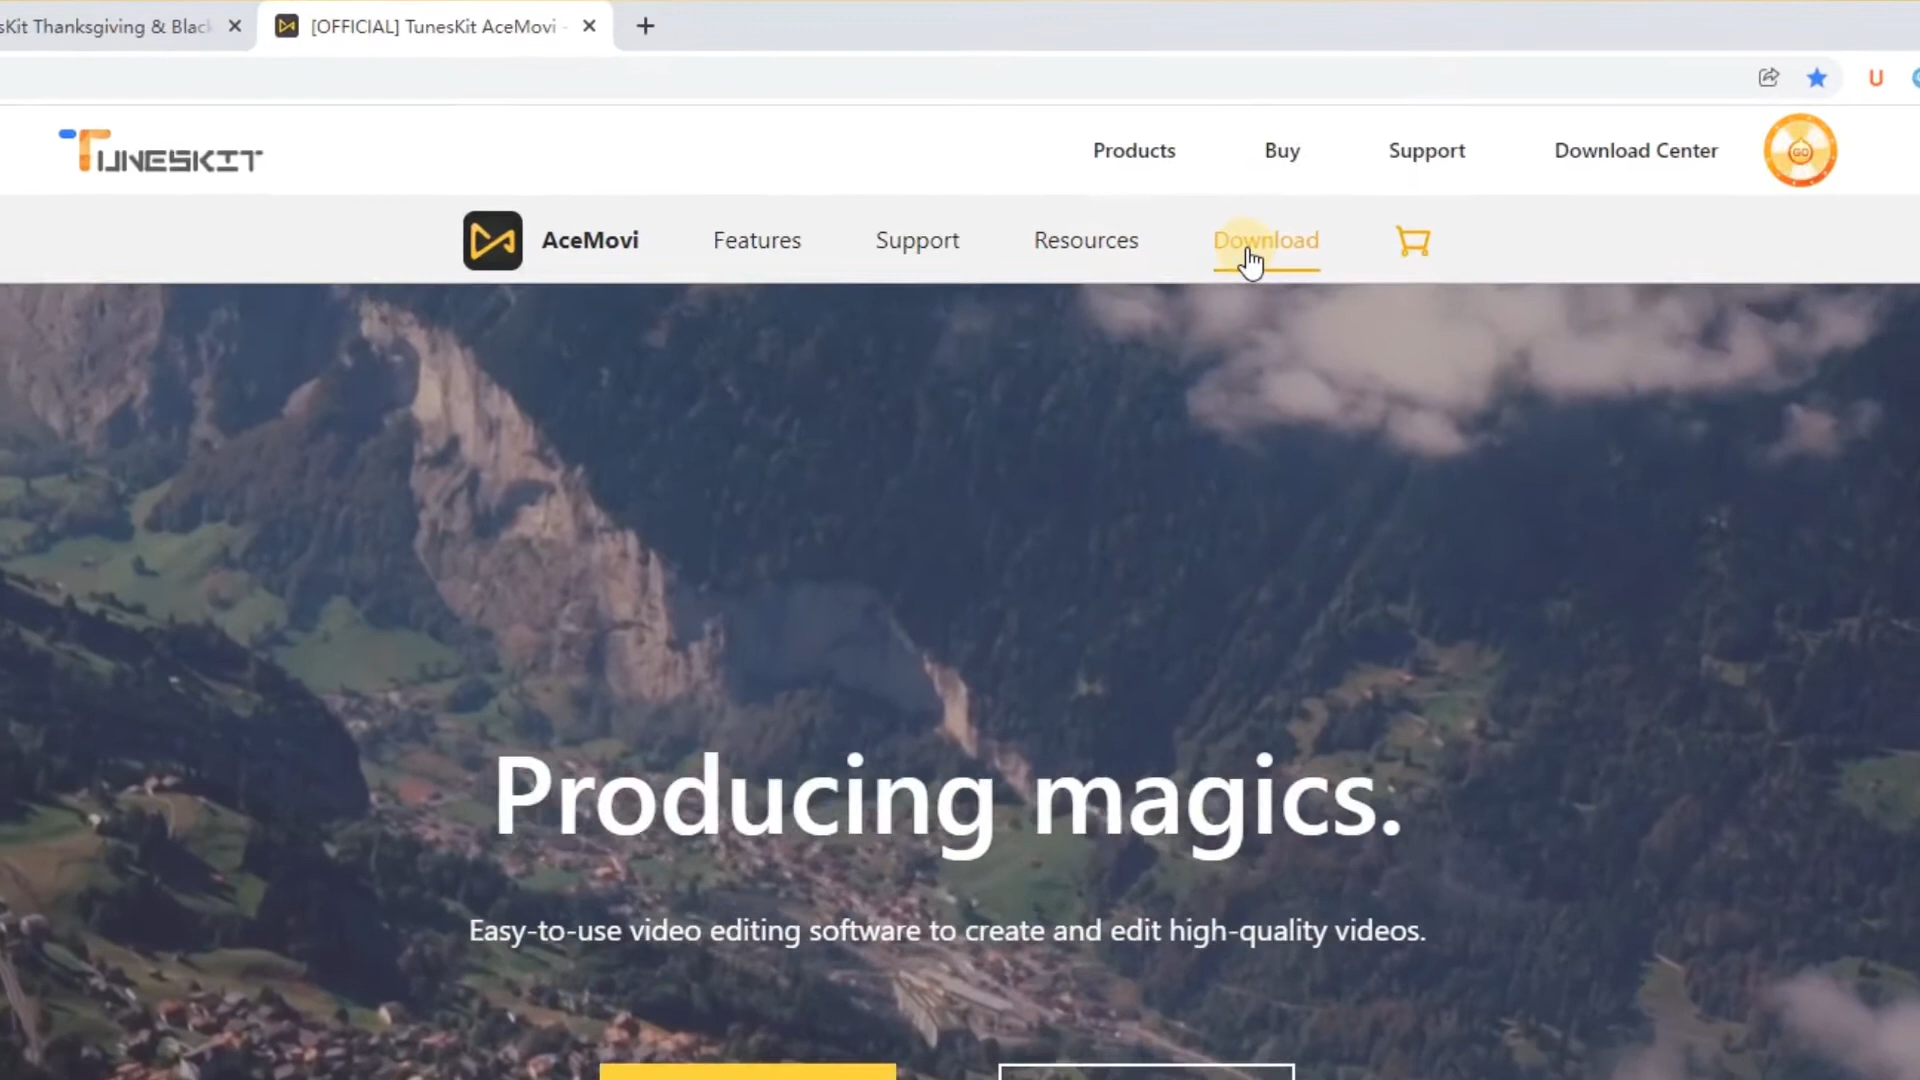 sKit Thanksgiving & Blac
[OFFICIAL] TunesKit AceMovi -
U
TUNESKIT
Products
Buy
Support
Download Center
GO
AceMovi
Features
Support
Resources
Download
Producing magics.
Easy-to-use video editing software to create and edit high-quality videos.